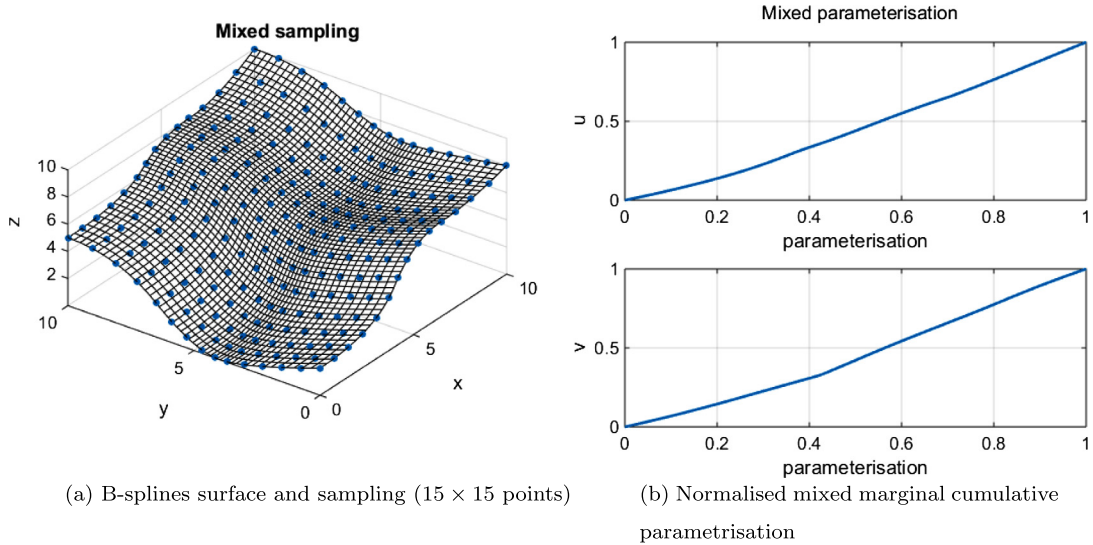 Mixed sampling
10
8
6
4
2
z
10
5
0
y
0
5
10
x
Mixed parameterisation
1
0.5
0
u
0 0.2 0.4 0.6 0.8 1
parameterisation
1
0.5
0
v
0 0.2 0.4 0.6 0.8 1
parameterisation
(a) B-splines surface and sampling (15 × 15 points)
(b) Normalised mixed marginal cumulative
parametrisation